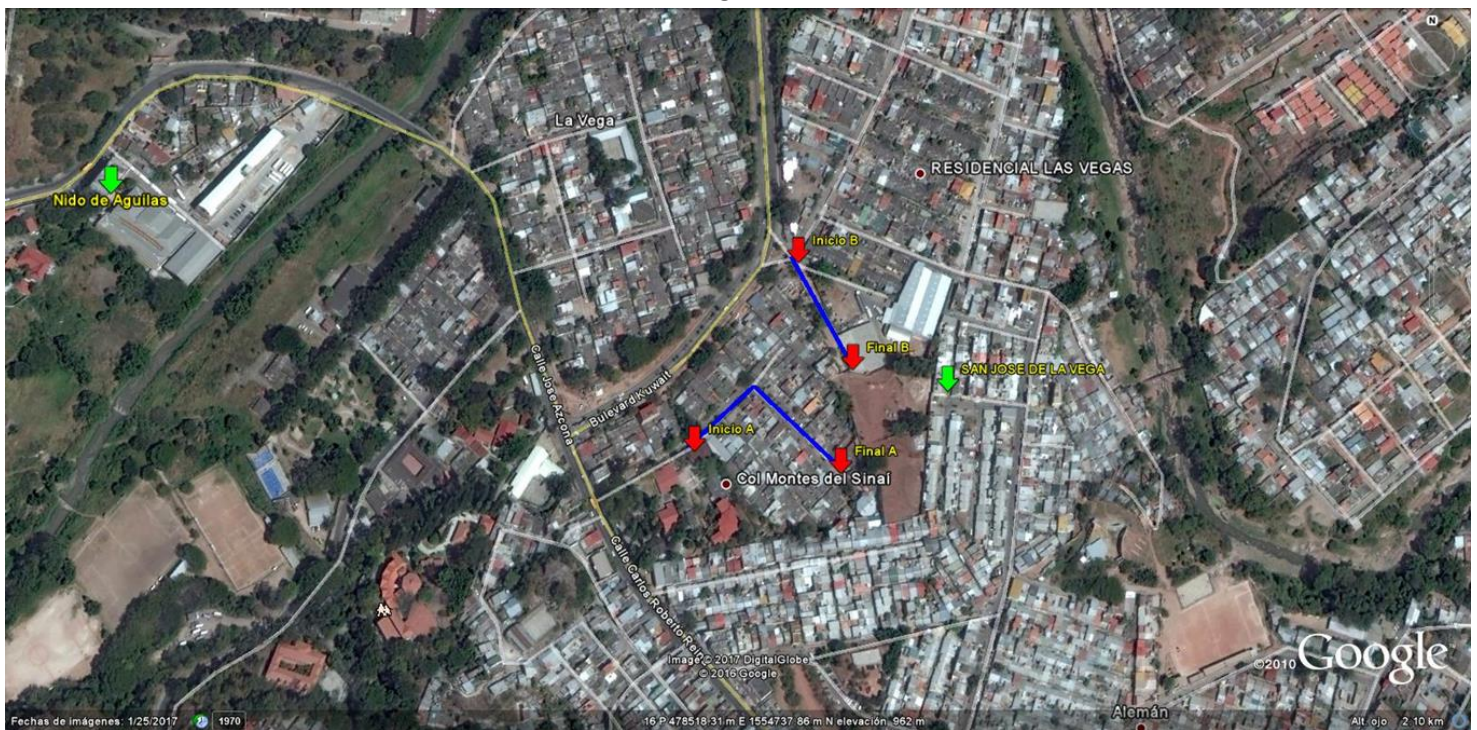 N
La Vega
RESIDENCIAL LAS VEGAS
Nido de Aguilas
Inicio B
Final B
SAN JOSE DE LA VEGA
Calle Jose Azcona
Bulevard Kuwait
Inicio A
Final A
Col Montes del Sinaí
Calle Carlos Roberto Reina
Image © 2017 DigitalGlobe
© 2016 Google
©2010 Google
Alemán
Fechas de imágenes: 1/25/2017 1970 16 P 478518.31 m E 1554737.86 m N elevación 962 m Alt. ojo 2.10 km